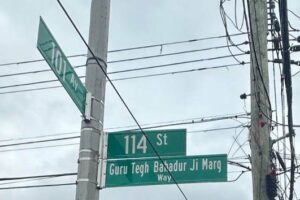 101 Av
114 St
Guru Tegh Bahadur Ji Marg
Way